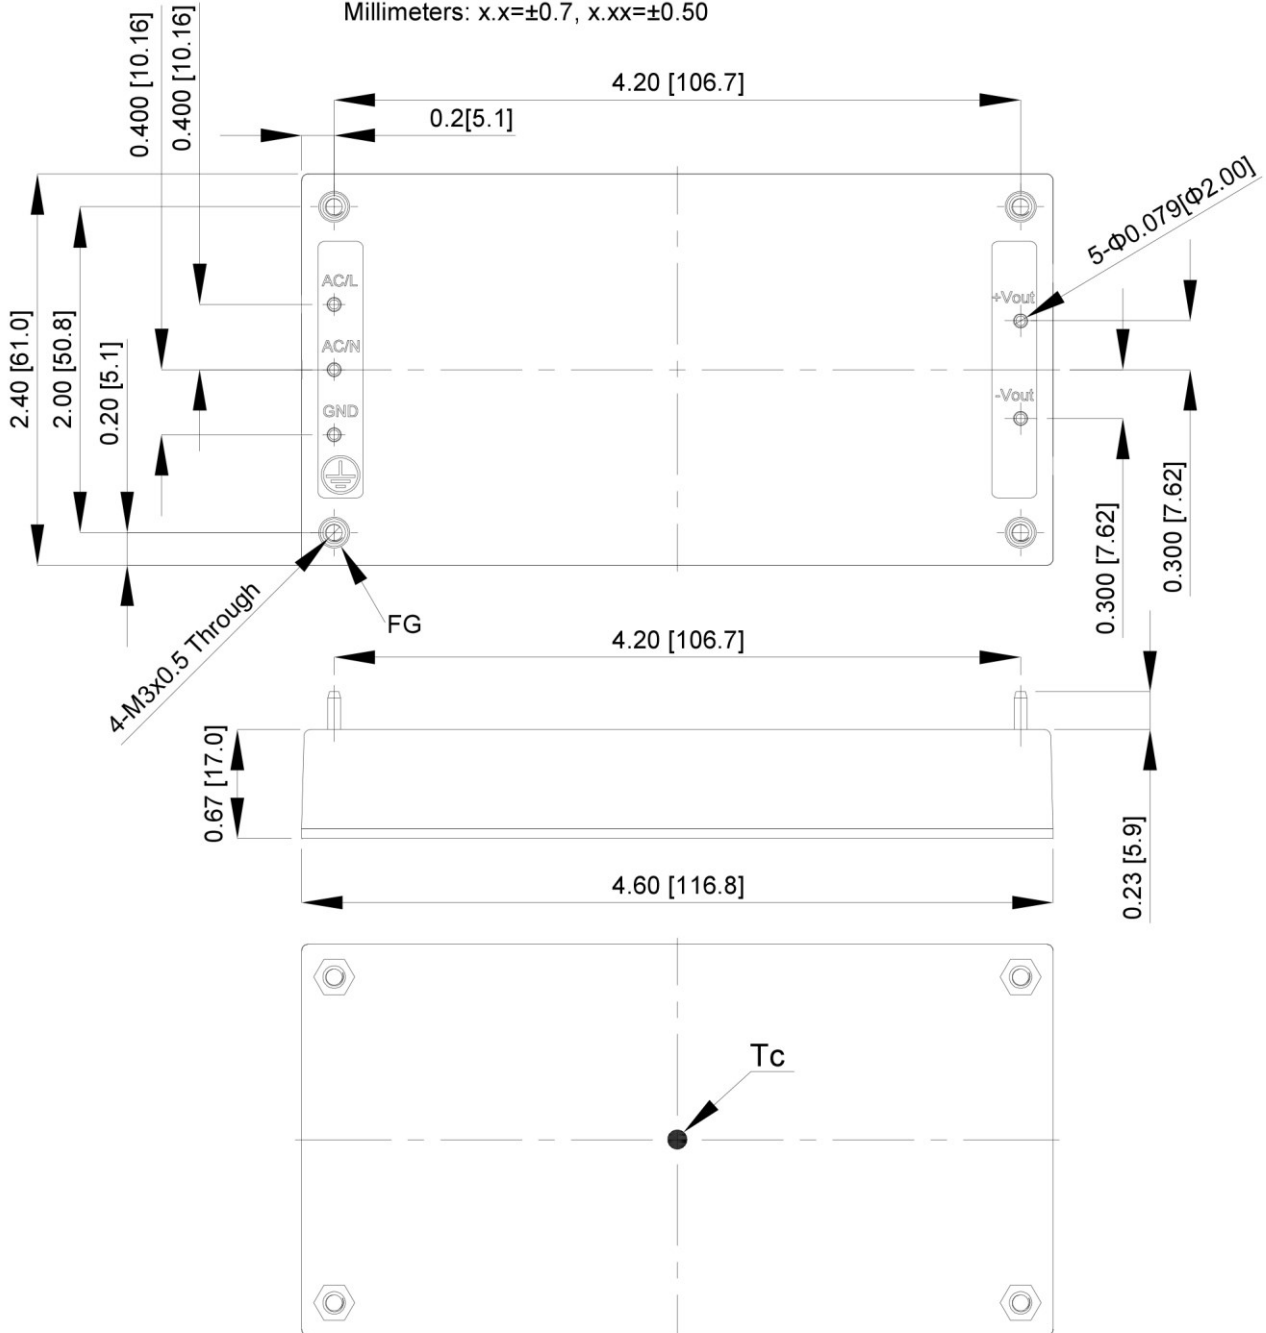 Millimeters: x.x=±0.7, x.xx=±0.50
0.400 [10.16]
0.400 [10.16]
4.20 [106.7]
0.2[5.1]
5-Φ0.079[Φ2.00]
2.40 [61.0]
2.00 [50.8]
0.20 [5.1]
AC/L
AC/N
GND
+Vout
-Vout
0.300 [7.62]
0.300 [7.62]
4-M3x0.5 Through
FG
4.20 [106.7]
0.67 [17.0]
0.23 [5.9]
4.60 [116.8]
Tc